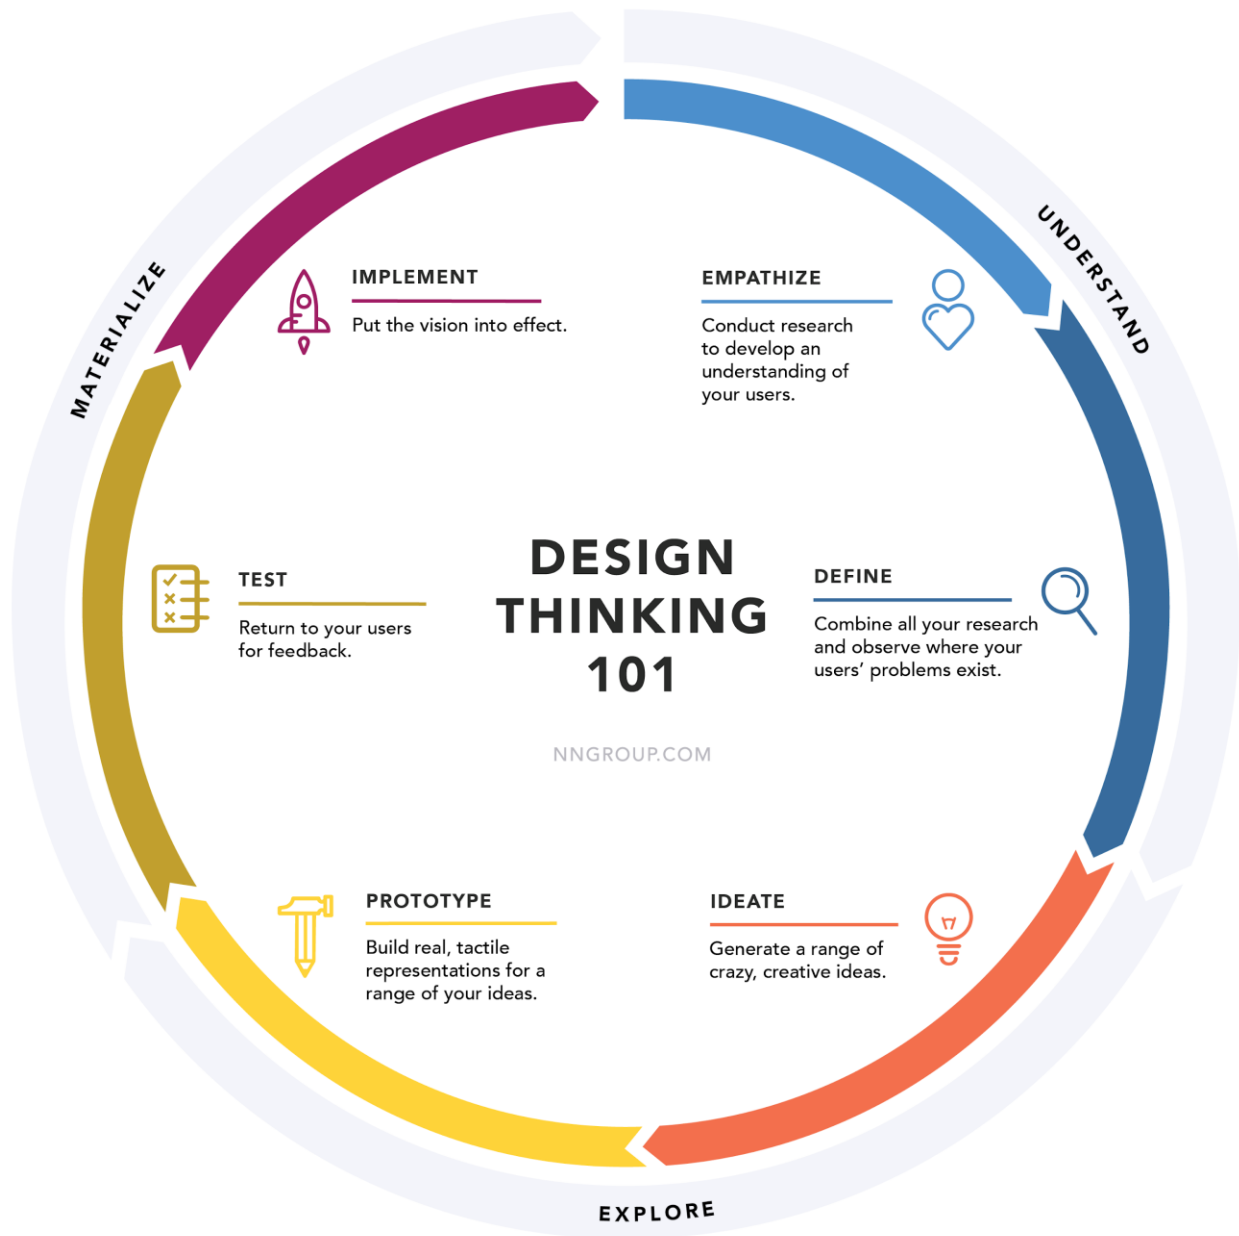 DESIGN
THINKING
101
NNGROUP.COM
UNDERSTAND
EMPATHIZE
Conduct research
to develop an
understanding of
your users.
DEFINE
Combine all your research
and observe where your
users’ problems exist.
EXPLORE
IDEATE
Generate a range of
crazy, creative ideas.
PROTOTYPE
Build real, tactile
representations for a
range of your ideas.
MATERIALIZE
TEST
Return to your users
for feedback.
IMPLEMENT
Put the vision into effect.